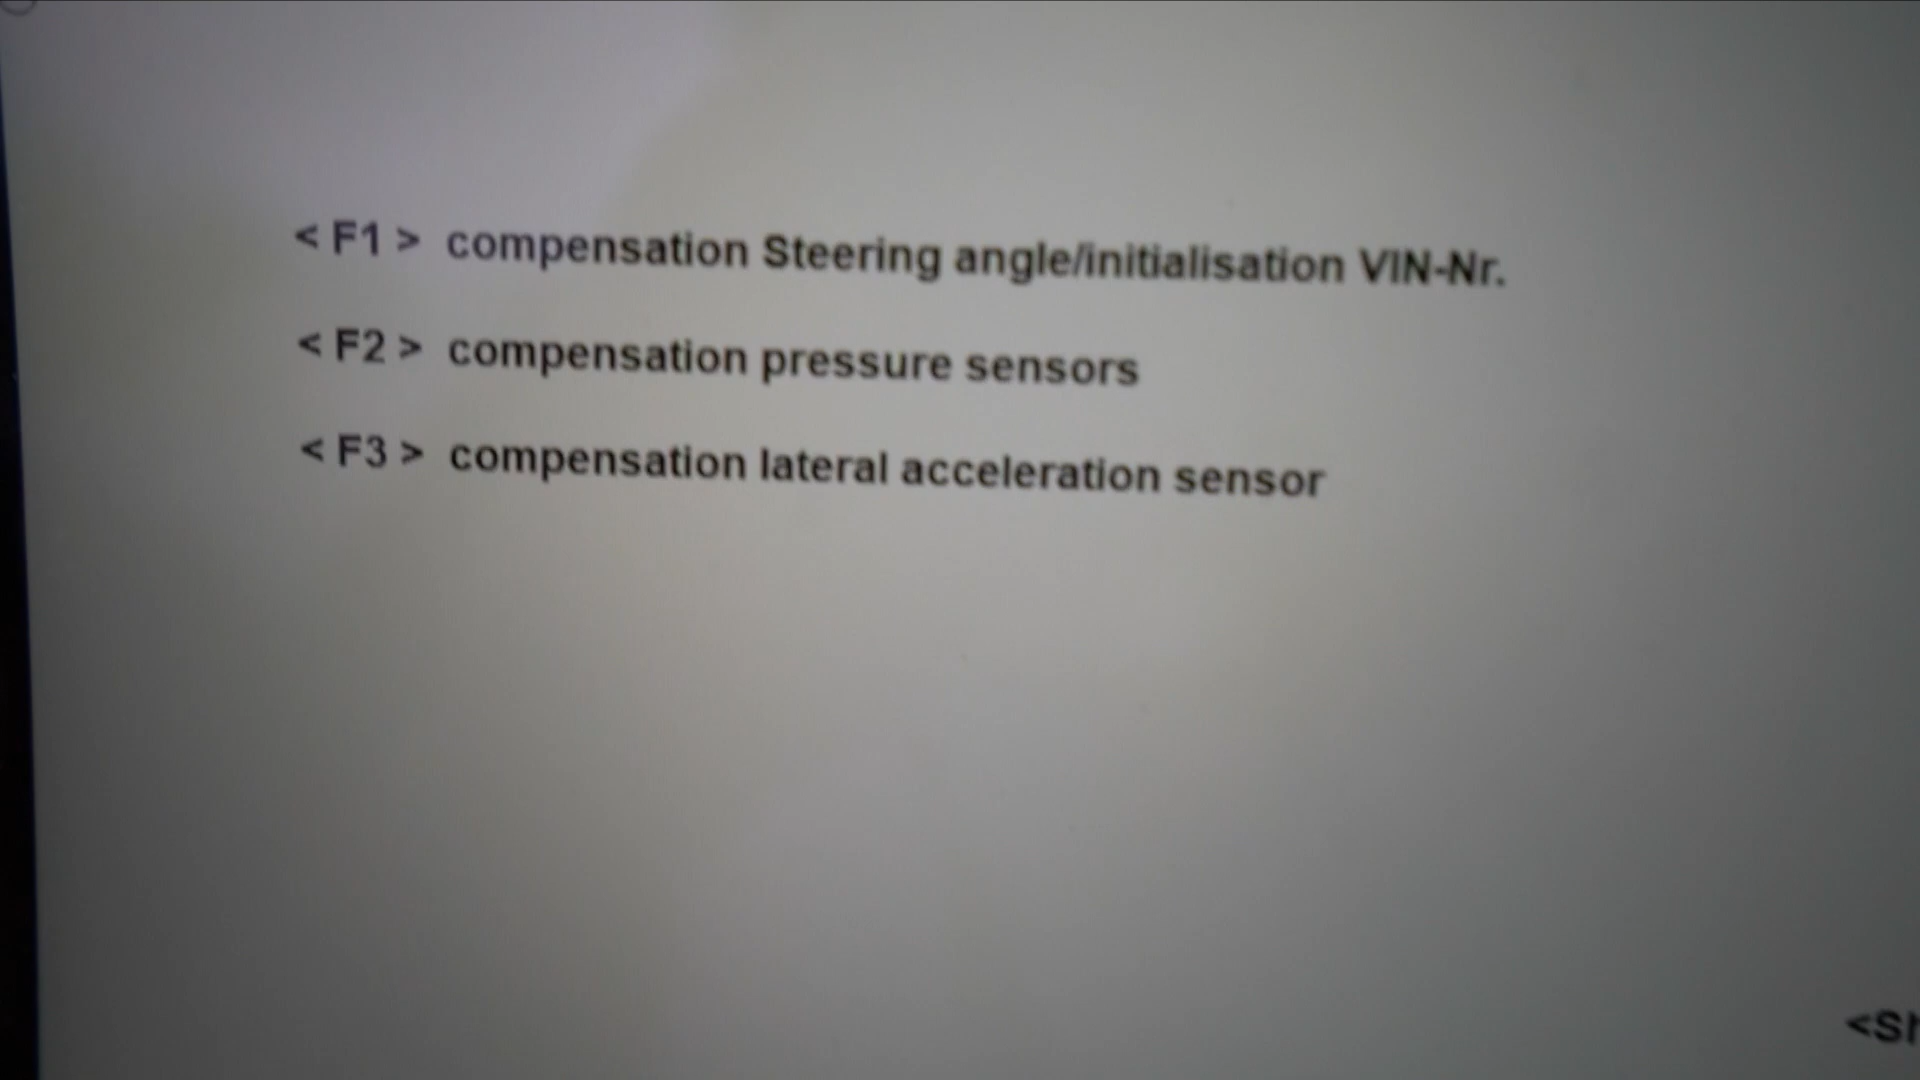 < F1 > compensation Steering angle/initialisation VIN-Nr.
< F2 > compensation pressure sensors
< F3 > compensation lateral acceleration sensor